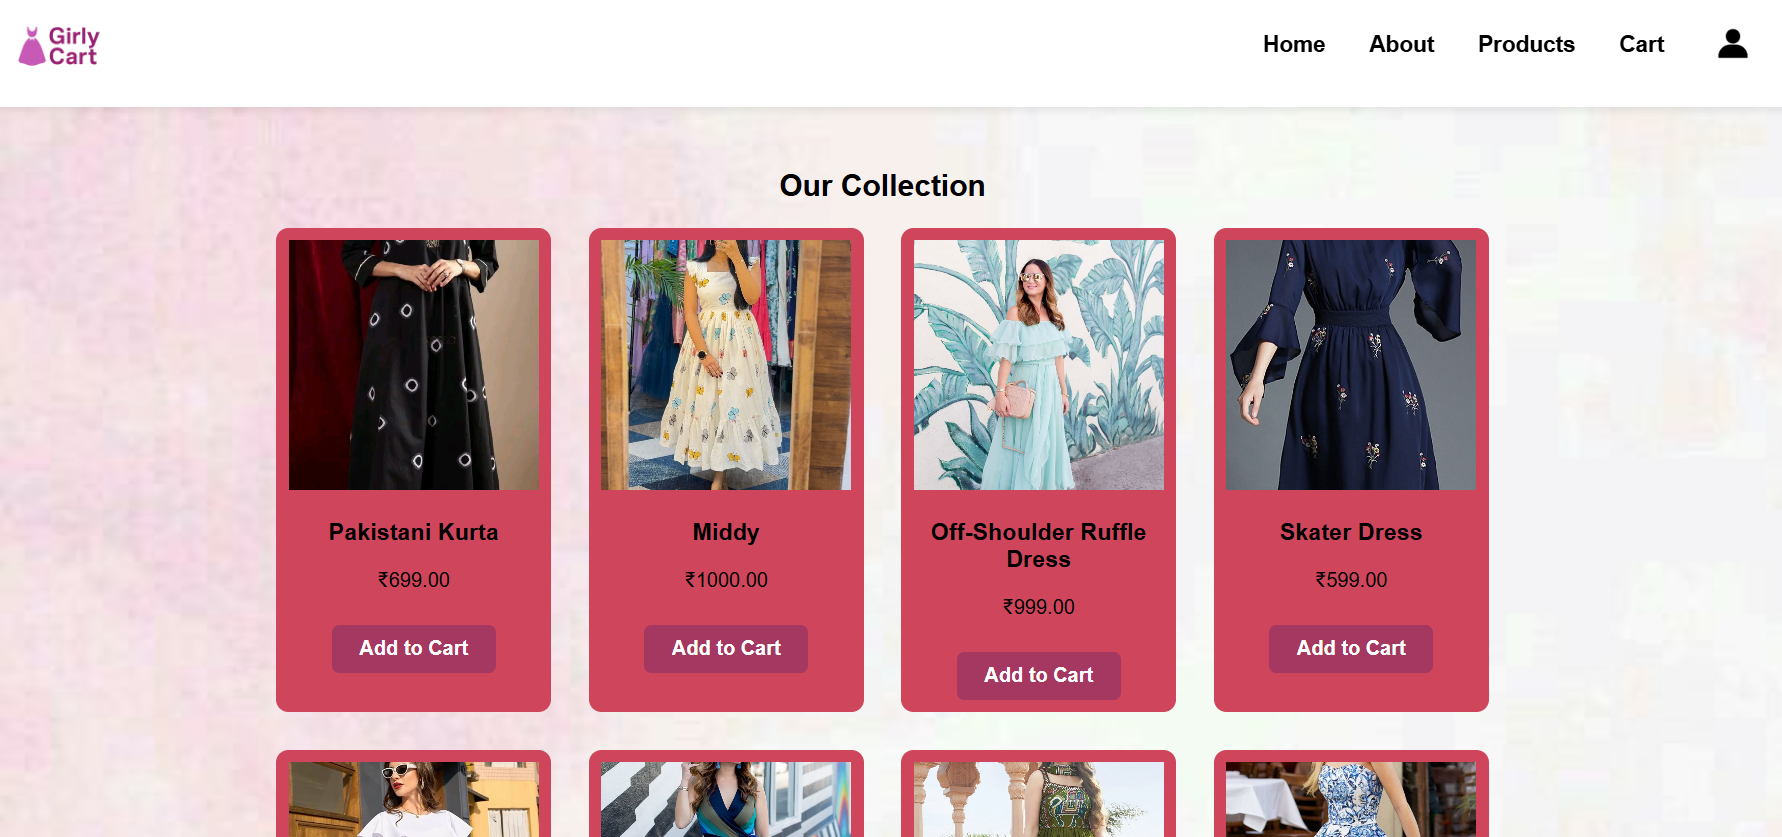 Girly
Cart
Home About Products Cart
Our Collection
Pakistani Kurta
₹699.00
Add to Cart
Middy
₹1000.00
Add to Cart
Off-Shoulder Ruffle
Dress
₹999.00
Add to Cart
Skater Dress
₹599.00
Add to Cart